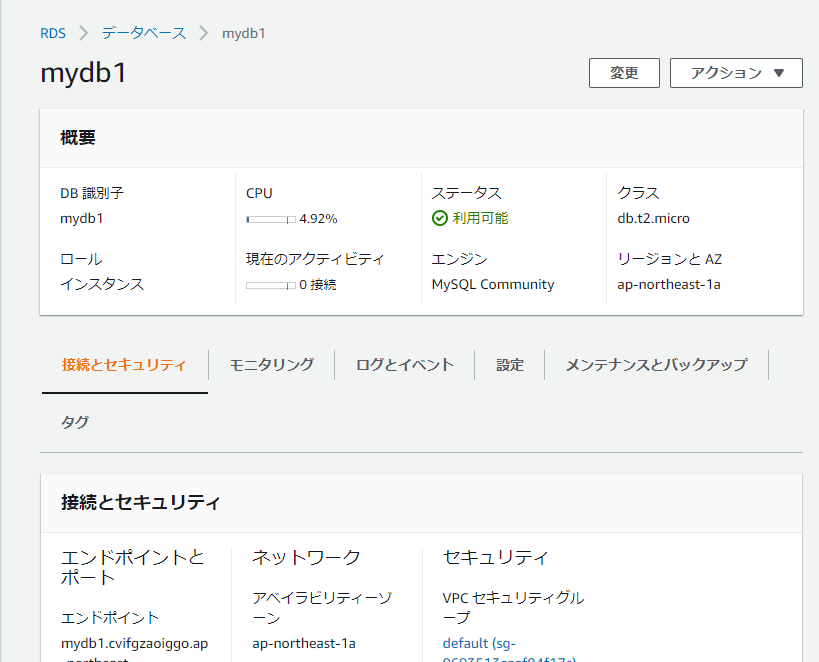 RDS > データベース > mydb1
mydb1
変更 アクション ▼
概要
DB 識別子 CPU ステータス クラス
mydb1 4.92% 利用可能 db.t2.micro
ロール 現在のアクティビティ エンジン リージョンと AZ
インスタンス 0 接続 MySQL Community ap-northeast-1a
接続とセキュリティ モニタリング ログとイベント 設定 メンテナンスとバックアップ
タグ
接続とセキュリティ
エンドポイントと
ポート
エンドポイント
mydb1.cvifgzaoiggo.ap
-northeast
ネットワーク
アベイラビリティーゾ
ーン
ap-northeast-1a
セキュリティ
VPC セキュリティグル
ープ
default (sg-